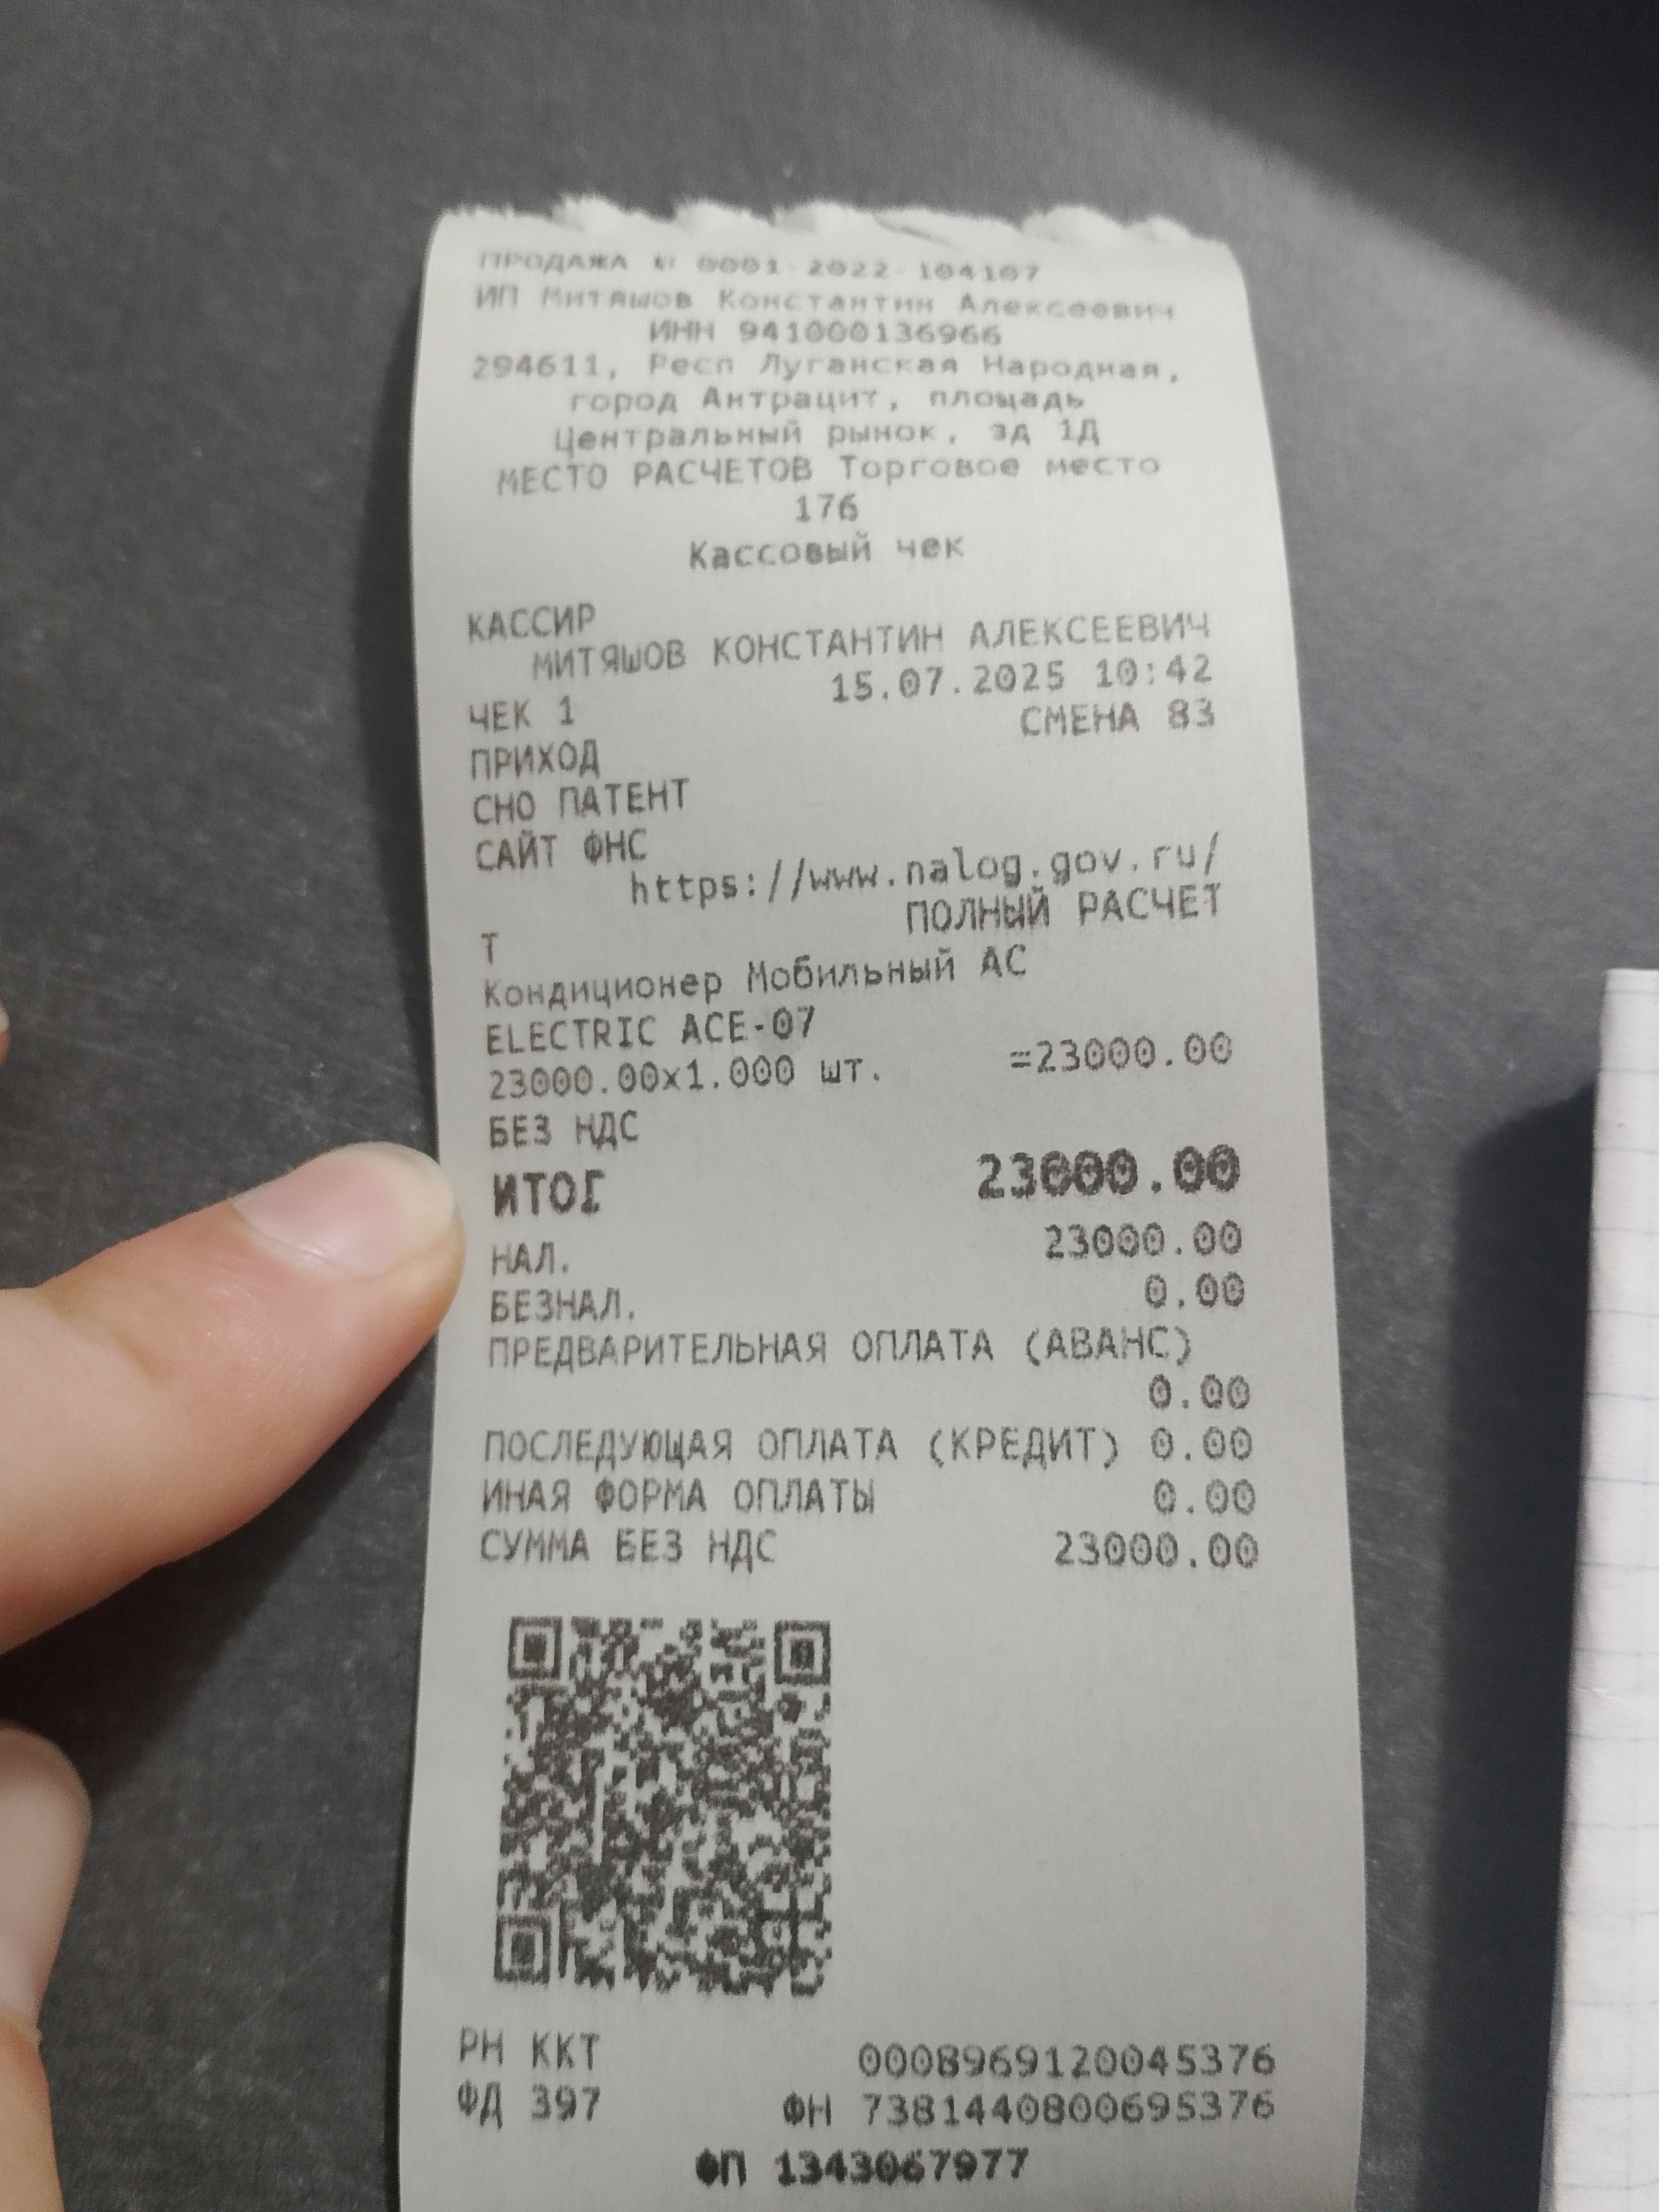 ПРОДАЖА № 0001-2022-104107
ИП Митяшов Константин Алексеевич
ИНН 941000136966
294611, Респ Луганская Народная,
город Антрацит, площадь
Центральный рынок, зд 1Д
МЕСТО РАСЧЕТОВ Торговое место
176
Кассовый чек
КАССИР
МИТЯШОВ КОНСТАНТИН АЛЕКСЕЕВИЧ
15.07.2025 10:42
ЧЕК 1 СМЕНА 83
ПРИХОД
СНО ПАТЕНТ
САЙТ ФНС
https://www.nalog.gov.ru/
ПОЛНЫЙ РАСЧЕТ
Т
Кондиционер Мобильный AC
ELECTRIC ACE-07
23000.00x1.000 шт. =23000.00
БЕЗ НДС
ИТОГ 23000.00
НАЛ. 23000.00
БЕЗНАЛ. 0.00
ПРЕДВАРИТЕЛЬНАЯ ОПЛАТА (АВАНС)
0.00
ПОСЛЕДУЮЩАЯ ОПЛАТА (КРЕДИТ) 0.00
ИНАЯ ФОРМА ОПЛАТЫ 0.00
СУММА БЕЗ НДС 23000.00
РН ККТ 0008969120045376
ФД 397 ФН 7381440800695376
ФП 1343067977